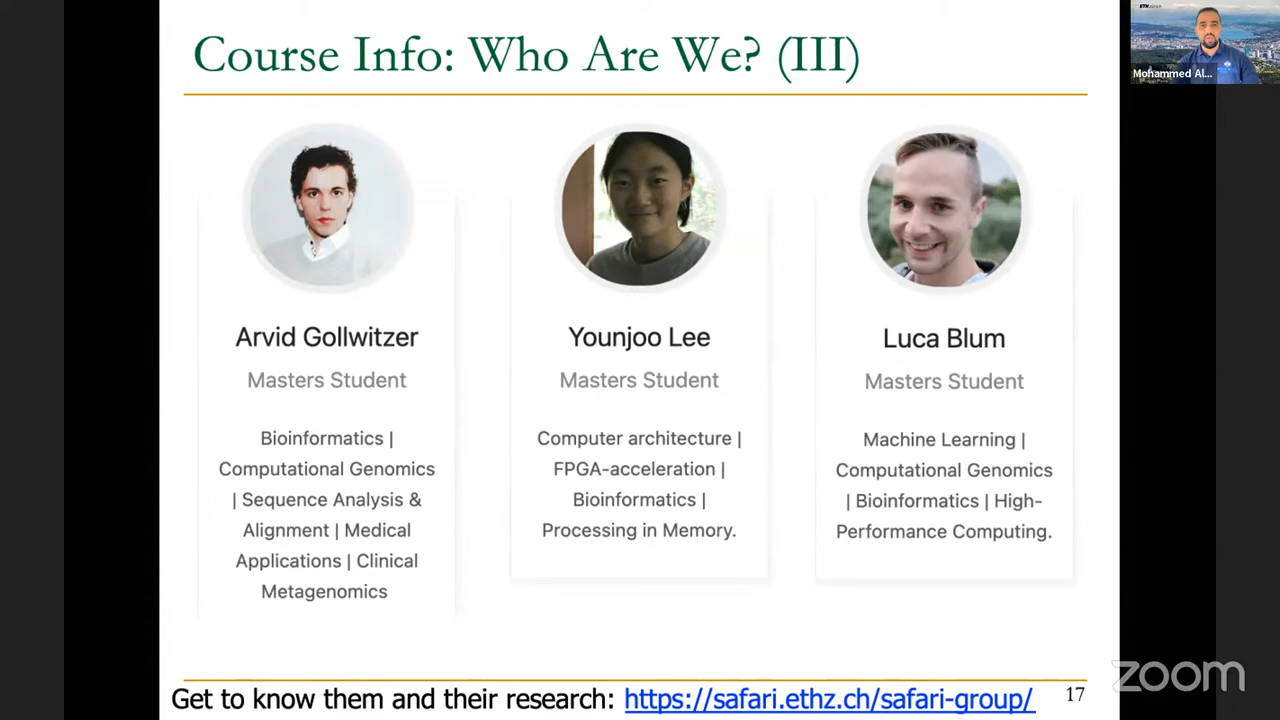 Course Info: Who Are We? (III)
ETH zürich
Mohammed Al...
Arvid Gollwitzer
Masters Student
Bioinformatics |
Computational Genomics
| Sequence Analysis &
Alignment | Medical
Applications | Clinical
Metagenomics
Younjoo Lee
Masters Student
Computer architecture |
FPGA-acceleration |
Bioinformatics |
Processing in Memory.
Luca Blum
Masters Student
Machine Learning |
Computational Genomics
| Bioinformatics | High-
Performance Computing.
Get to know them and their research: https://safari.ethz.ch/safari-group/
17
zoom